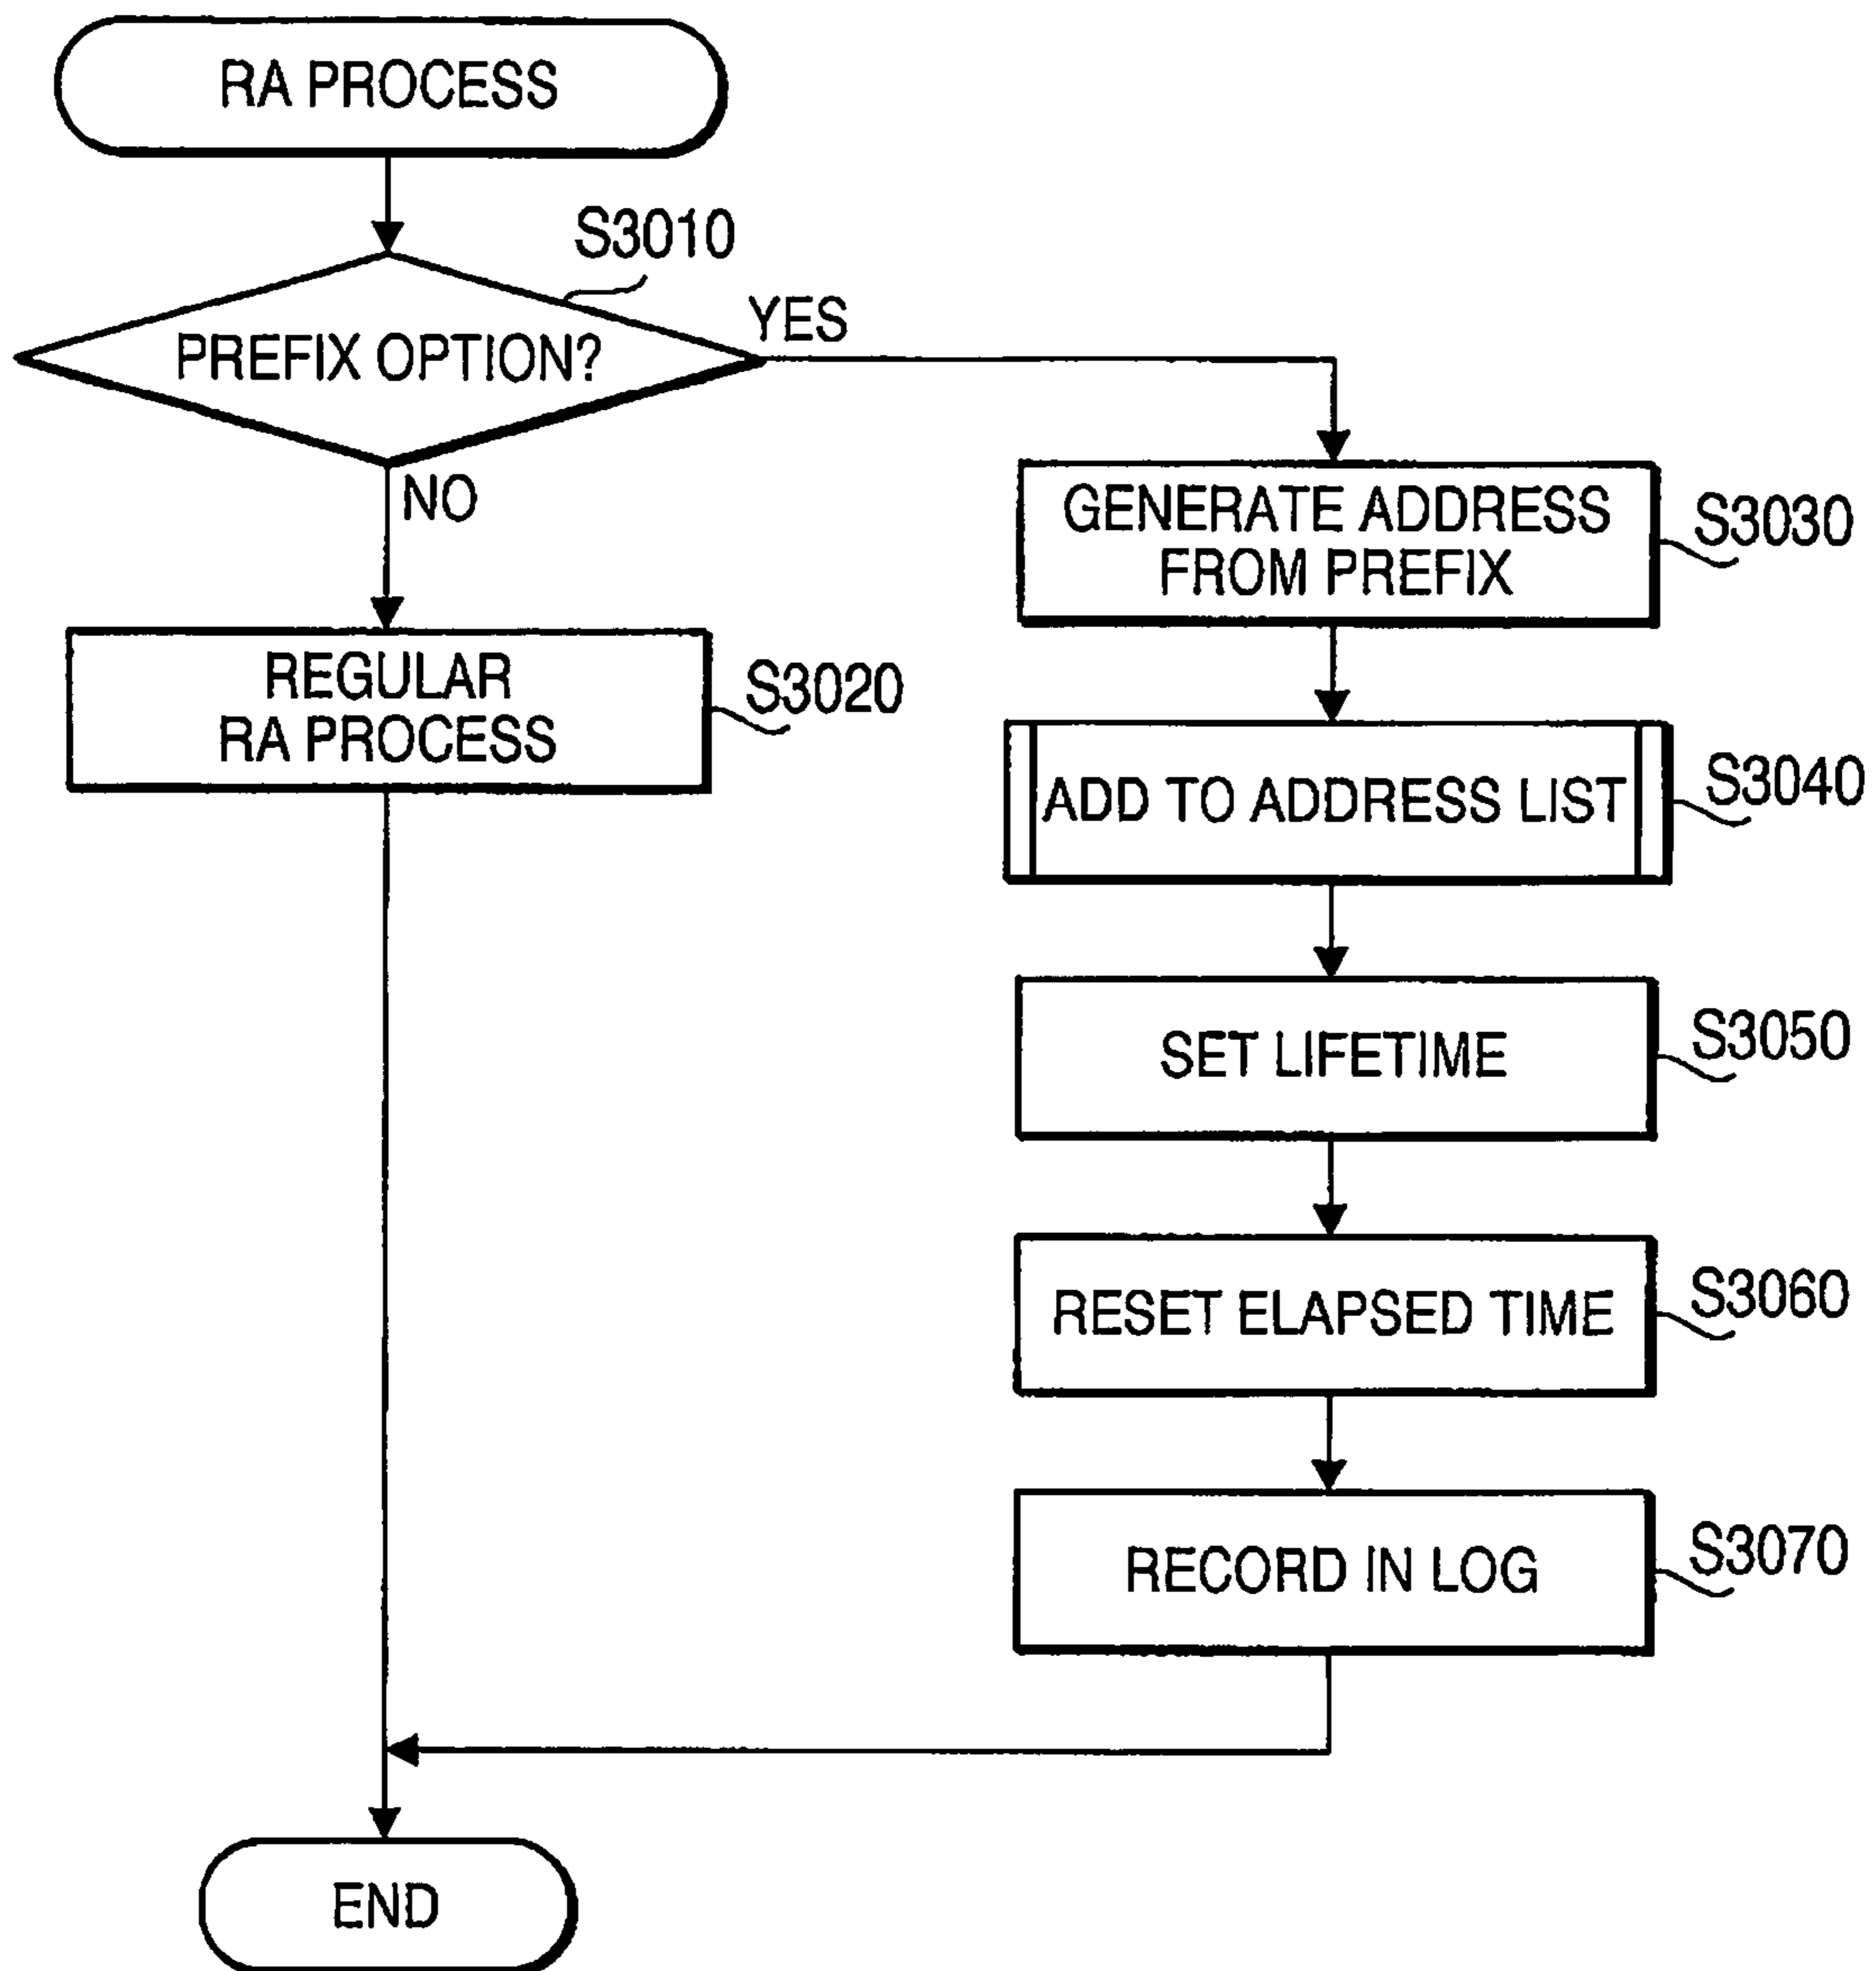 RA PROCESS
S3010
PREFIX OPTION?
YES
NO
GENERATE ADDRESS
FROM PREFIX
S3030
REGULAR
RA PROCESS
S3020
ADD TO ADDRESS LIST
S3040
SET LIFETIME
S3050
RESET ELAPSED TIME
S3060
RECORD IN LOG
S3070
END